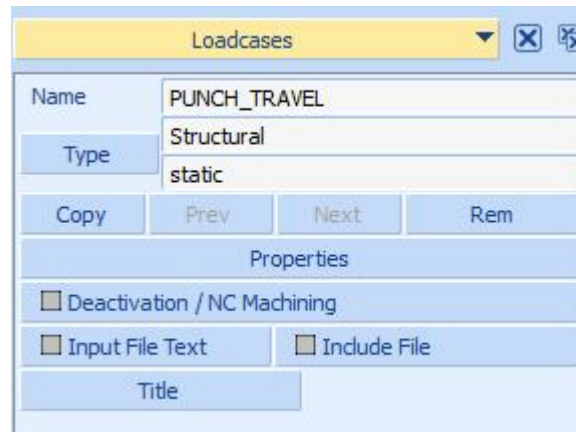 Loadcases
Name PUNCH_TRAVEL
Structural
Type
static
Copy Prev Next Rem
Properties
Deactivation / NC Machining
Input File Text Include File
Title